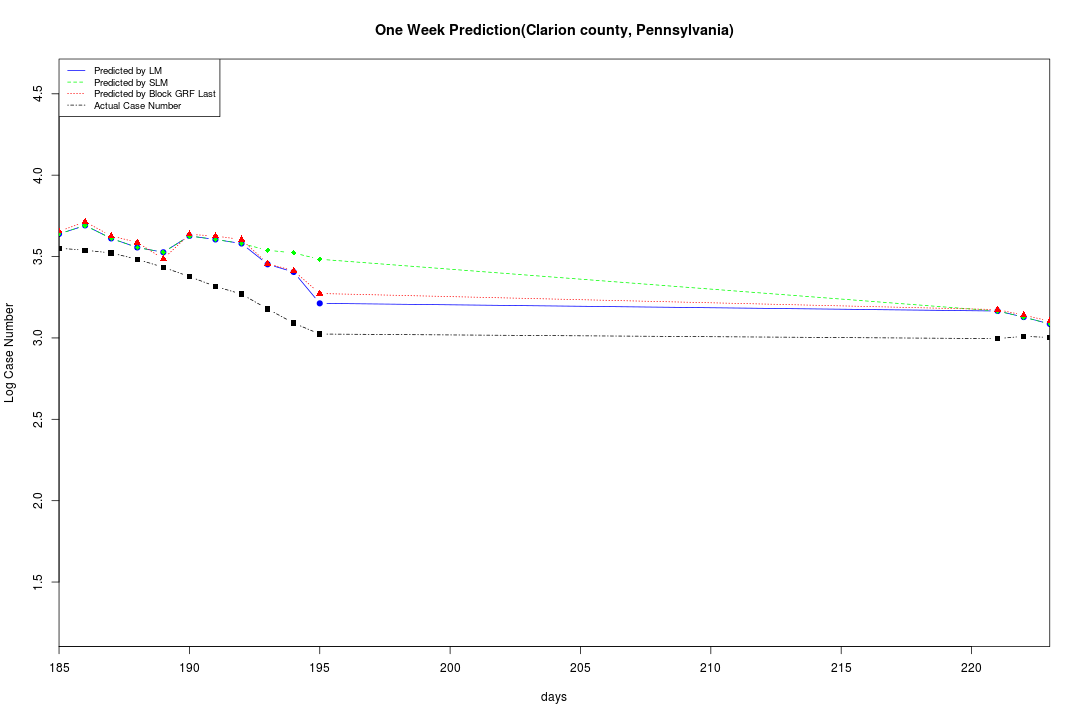 One Week Prediction(Clarion county, Pennsylvania)
Predicted by LM
Predicted by SLM
Predicted by Block GRF Last
Actual Case Number
4.5
4.0
3.5
3.0
2.5
2.0
1.5
Log Case Number
185 190 195 200 205 210 215 220
days